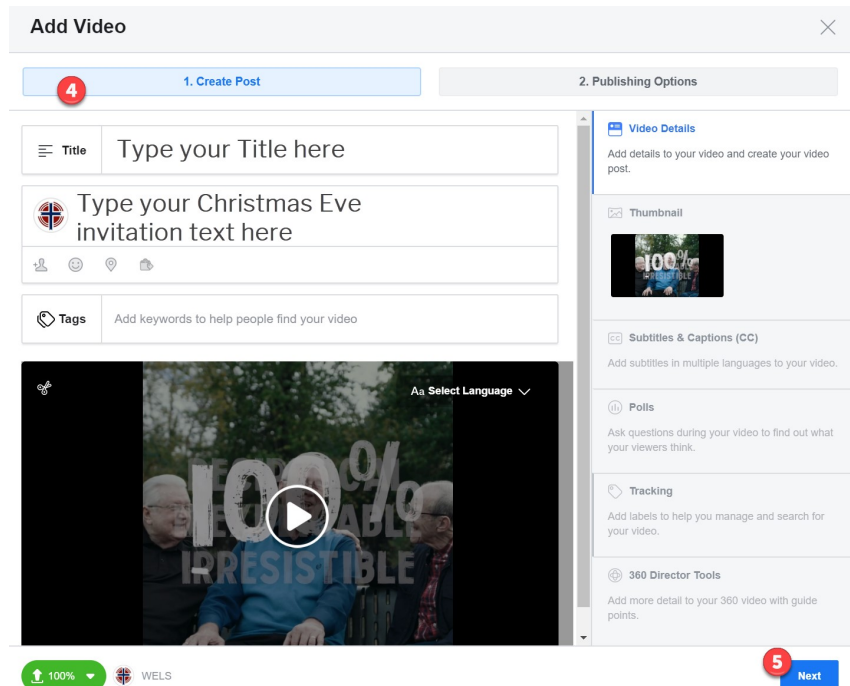 Add Video
4
1. Create Post
2. Publishing Options
Title
Type your Title here
Type your Christmas Eve
invitation text here
Tags
Add keywords to help people find your video
Aa Select Language
100%
IRRESISTIBLE
Video Details
Add details to your video and create your video
post.
Thumbnail
100%
IRRESISTIBLE
CC Subtitles & Captions (CC)
Add subtitles in multiple languages to your video.
Polls
Ask questions during your video to find out what
your viewers think.
Tracking
Add labels to help you manage and search for
your video.
360 Director Tools
Add more detail to your 360 video with guide
points.
100%
WELS
5
Next